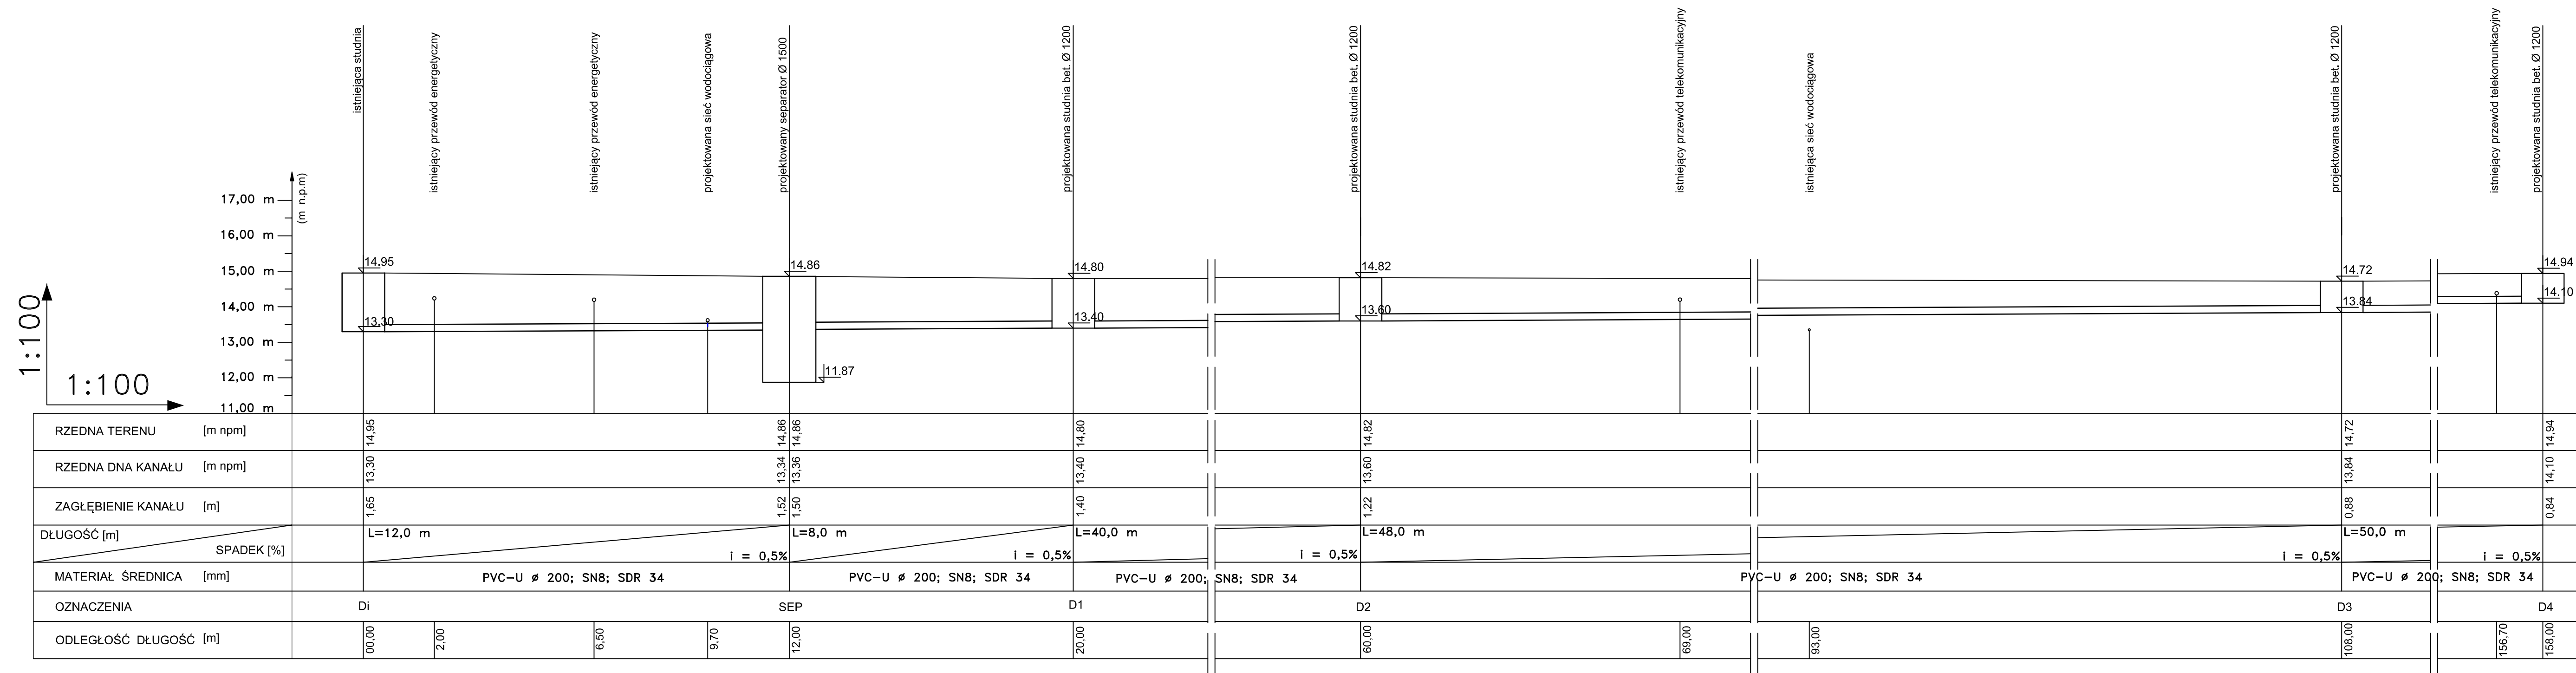 istniejąca studnia
istniejący przewód energetyczny
istniejący przewód energetyczny
projektowana sieć wodociągowa
projektowany separator Ø 1500
projektowana studnia bet. Ø 1200
projektowana studnia bet. Ø 1200
istniejący przewód telekomunikacyjny
istniejąca sieć wodociągowa
projektowana studnia bet. Ø 1200
istniejący przewód telekomunikacyjny
projektowana studnia bet. Ø 1200
(m n.p.m)
17,00 m
16,00 m
15,00 m
14,00 m
13,00 m
12,00 m
11,00 m
1:100
1:100
14.95
13.30
14.86
11.87
14.80
13.40
14.82
13.60
14.72
13.84
14.94
14.10
RZEDNA TERENU [m npm]
14,95 14,86 14,86 14,80 14,82 14,72 14,94
RZEDNA DNA KANAŁU [m npm]
13,30 13,34 13,36 13,40 13,60 13,84 14,10
ZAGŁĘBIENIE KANAŁU [m]
1,65 1,52 1,50 1,40 1,22 0,88 0,84
DŁUGOŚĆ [m]
L=12,0 m L=8,0 m L=40,0 m L=48,0 m L=50,0 m
SPADEK [%]
i = 0,5% i = 0,5% i = 0,5% i = 0,5% i = 0,5%
MATERIAŁ ŚREDNICA [mm]
PVC-U ø 200; SN8; SDR 34
PVC-U ø 200; SN8; SDR 34
PVC-U ø 200; SN8; SDR 34
PVC-U ø 200; SN8; SDR 34
PVC-U ø 200; SN8; SDR 34
OZNACZENIA
Di SEP D1 D2 D3 D4
ODLEGŁOŚĆ DŁUGOŚĆ [m]
00,00 2,00 6,50 9,70 12,00 20,00 60,00 69,00 93,00 108,00 156,70 158,00